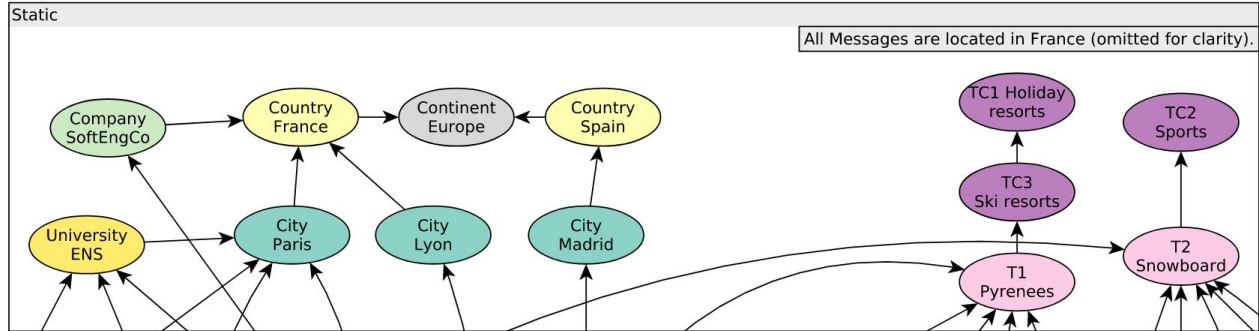 Static
All Messages are located in France (omitted for clarity).
Company
SoftEngCo
Country
France
Continent
Europe
Country
Spain
TC1 Holiday
resorts
TC2
Sports
TC3
Ski resorts
University
ENS
City
Paris
City
Lyon
City
Madrid
T1
Pyrenees
T2
Snowboard